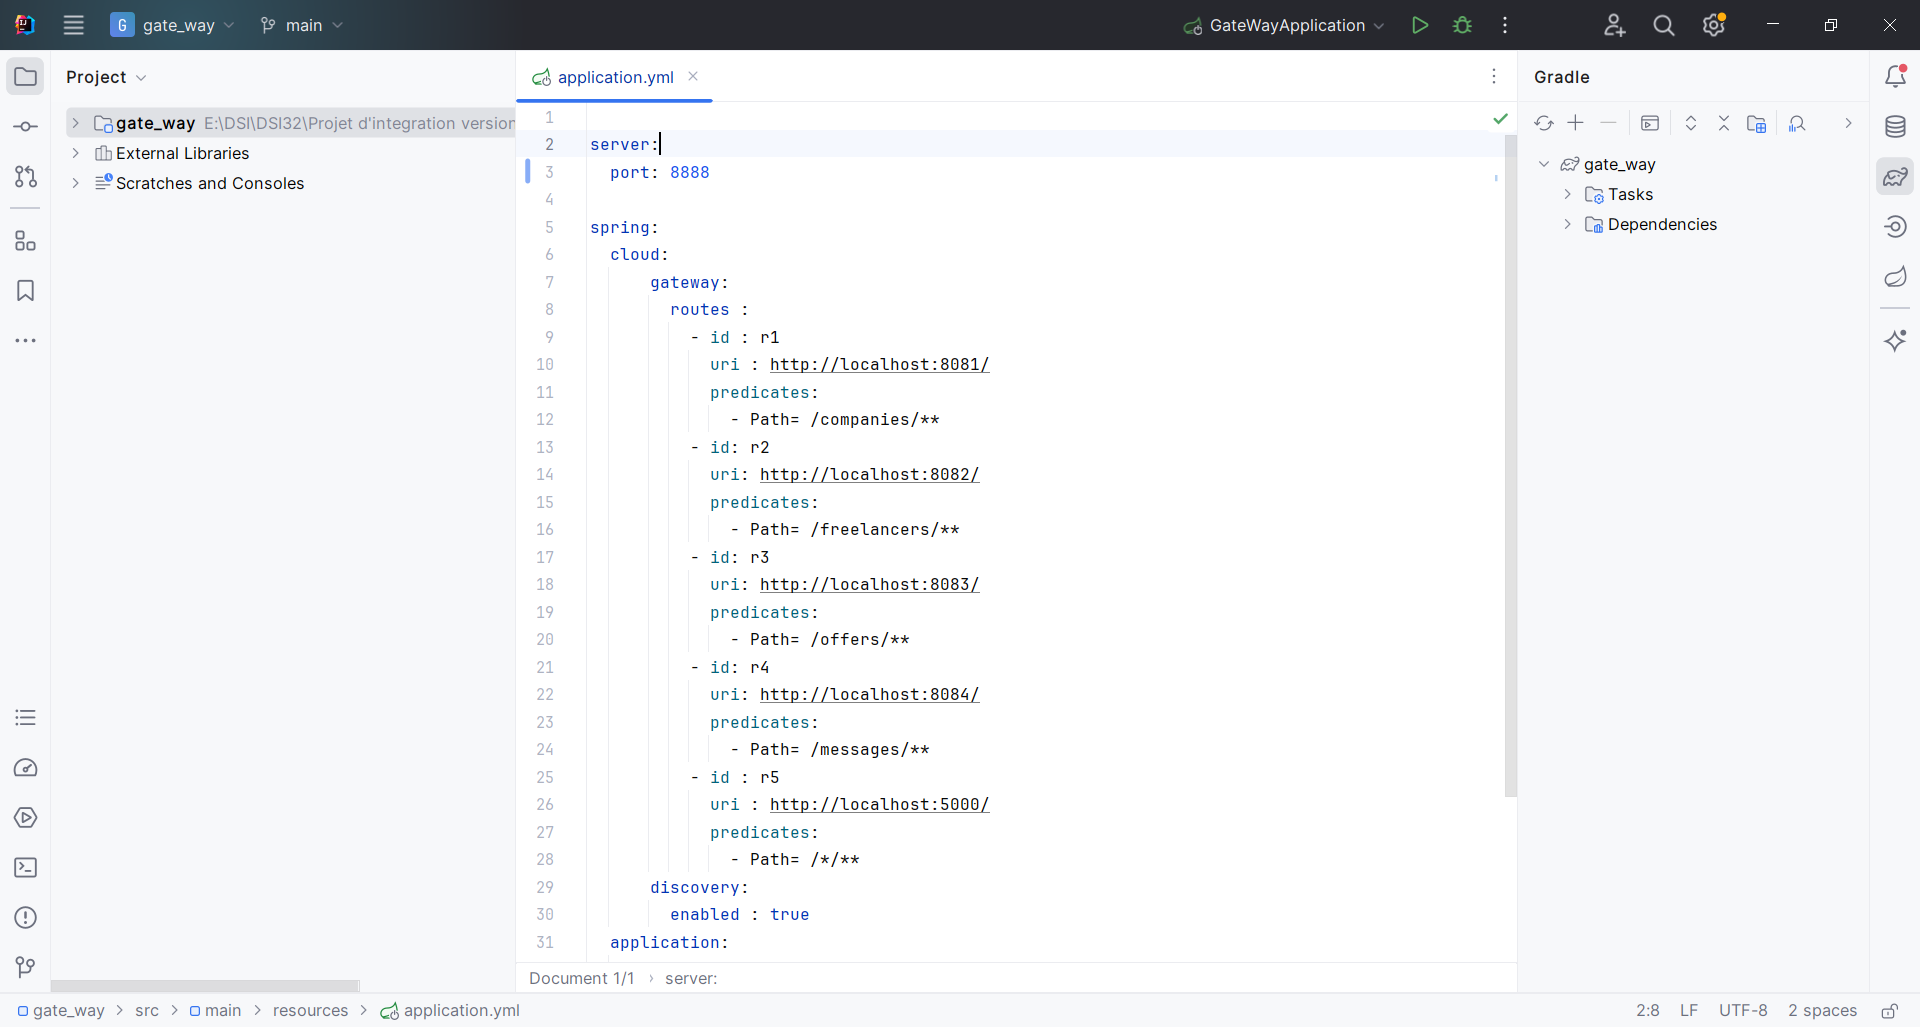 G gate_way main GateWayApplication
Project
gate_way E:\DSI\DSI32\Projet d'integration version
External Libraries
Scratches and Consoles
application.yml
1
2 server:
3   port: 8888
4
5 spring:
6   cloud:
7       gateway:
8         routes :
9           - id : r1
10             uri : http://localhost:8081/
11             predicates:
12               - Path= /companies/**
13           - id: r2
14             uri: http://localhost:8082/
15             predicates:
16               - Path= /freelancers/**
17           - id: r3
18             uri: http://localhost:8083/
19             predicates:
20               - Path= /offers/**
21           - id: r4
22             uri: http://localhost:8084/
23             predicates:
24               - Path= /messages/**
25           - id : r5
26             uri : http://localhost:5000/
27             predicates:
28               - Path= /*/**
29       discovery:
30         enabled : true
31   application:
Document 1/1 › server:
Gradle
gate_way
Tasks
Dependencies
gate_way > src > main > resources > application.yml
2:8 LF UTF-8 2 spaces